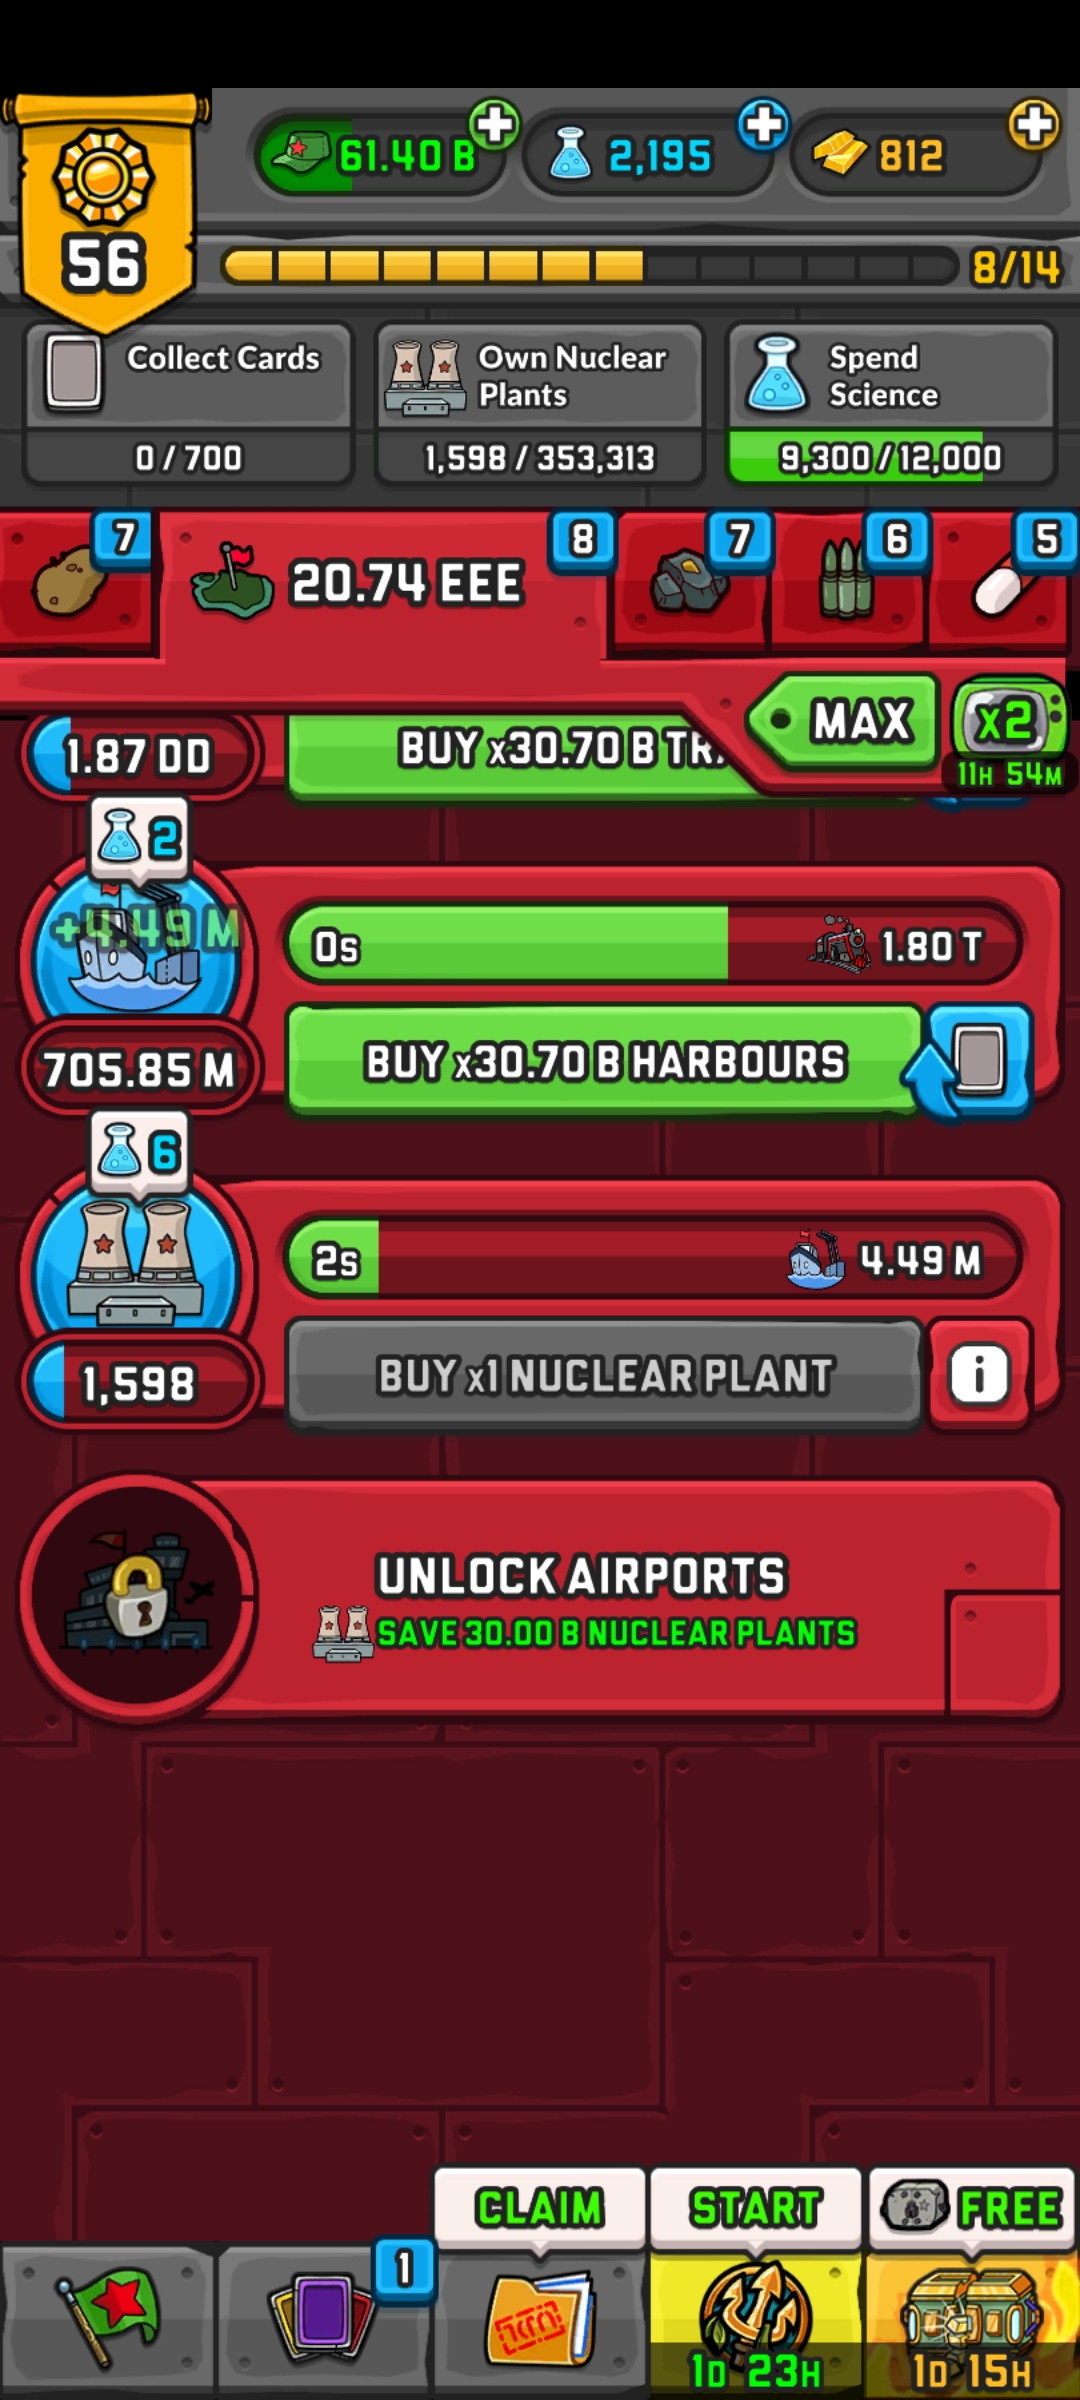 61.40 B
2,195
812
56
8/14
Collect Cards
0 / 700
Own Nuclear
Plants
1,598 / 353,313
Spend
Science
9,300 / 12,000
7
20.74 EEE
8
7
6
5
MAX
x2
11H 54M
1.87 DD
BUY x30.70 B
2
+4.49 M
0s
1.80 T
705.85 M
BUY x30.70 B HARBOURS
6
2s
4.49 M
1,598
BUY x1 NUCLEAR PLANT
i
UNLOCK AIRPORTS
SAVE 30.00 B NUCLEAR PLANTS
CLAIM
START
FREE
1
1D 23H
1D 15H